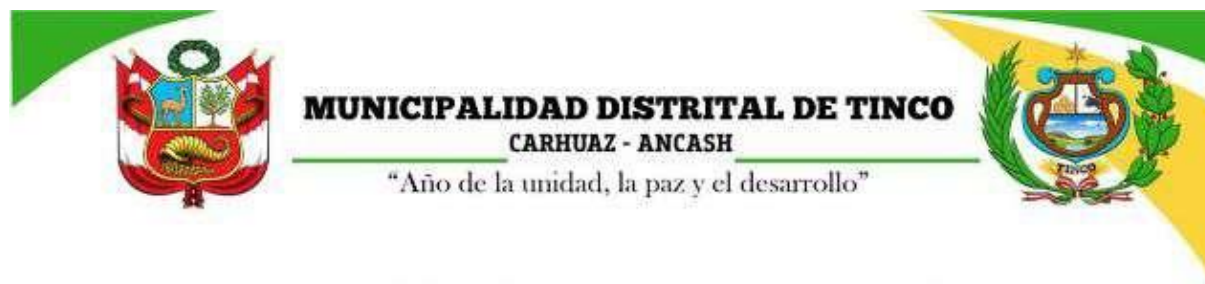 MUNICIPALIDAD DISTRITAL DE TINCO
CARHUAZ - ANCASH
“Año de la unidad, la paz y el desarrollo”
TINCO